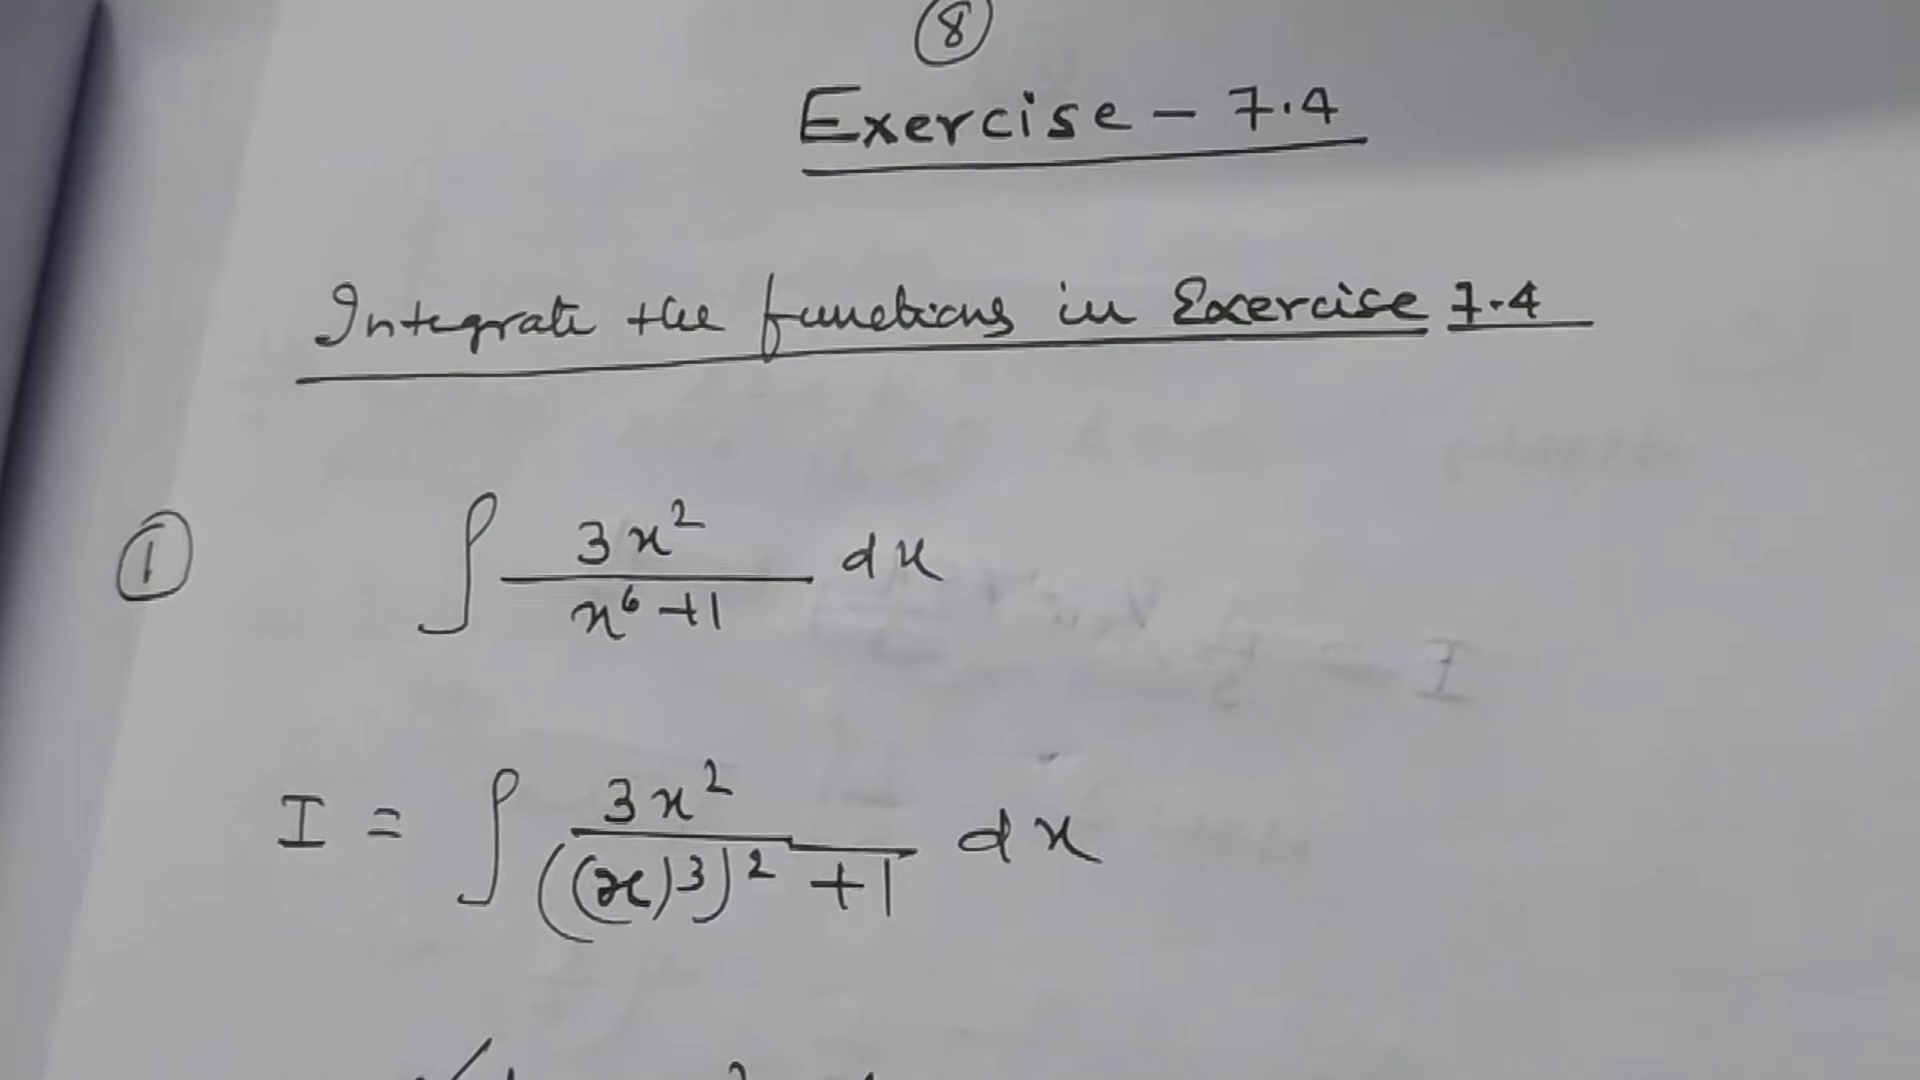 8
Exercise - 7.4
Integrate the functions in Exercise 7.4
① ∫ 3x² / x⁶ + 1 dx
I = ∫ 3x² / ((x)³)² + 1 dx